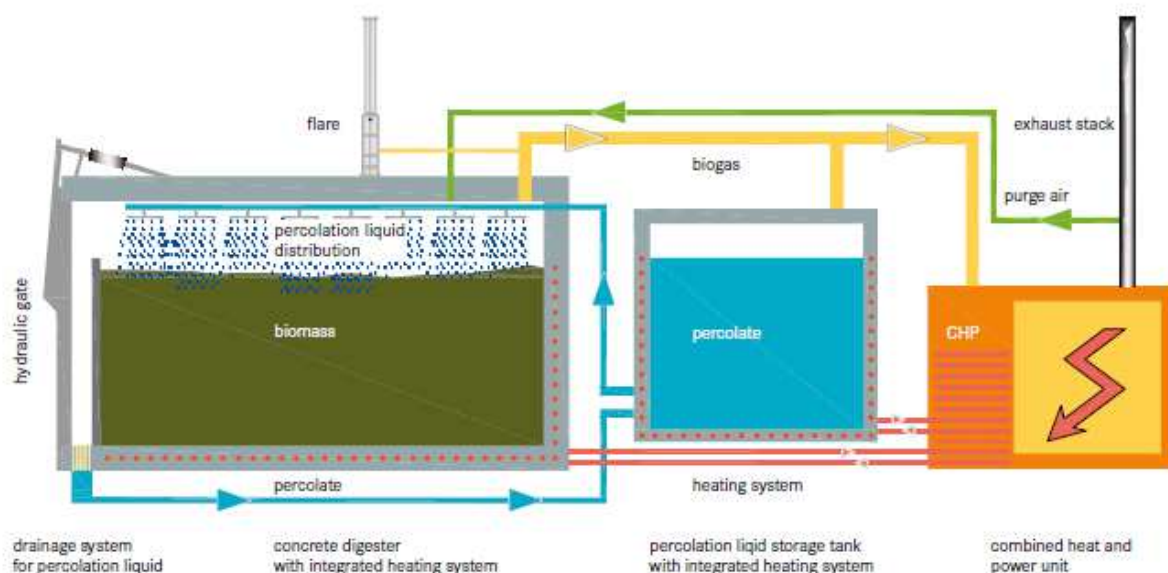 flare
exhaust stack
biogas
purge air
percolation liquid
distribution
hydraulic gate
biomass
percolate
CHP
percolate
heating system
drainage system
for percolation liquid
concrete digester
with integrated heating system
percolation liqid storage tank
with integrated heating system
combined heat and
power unit